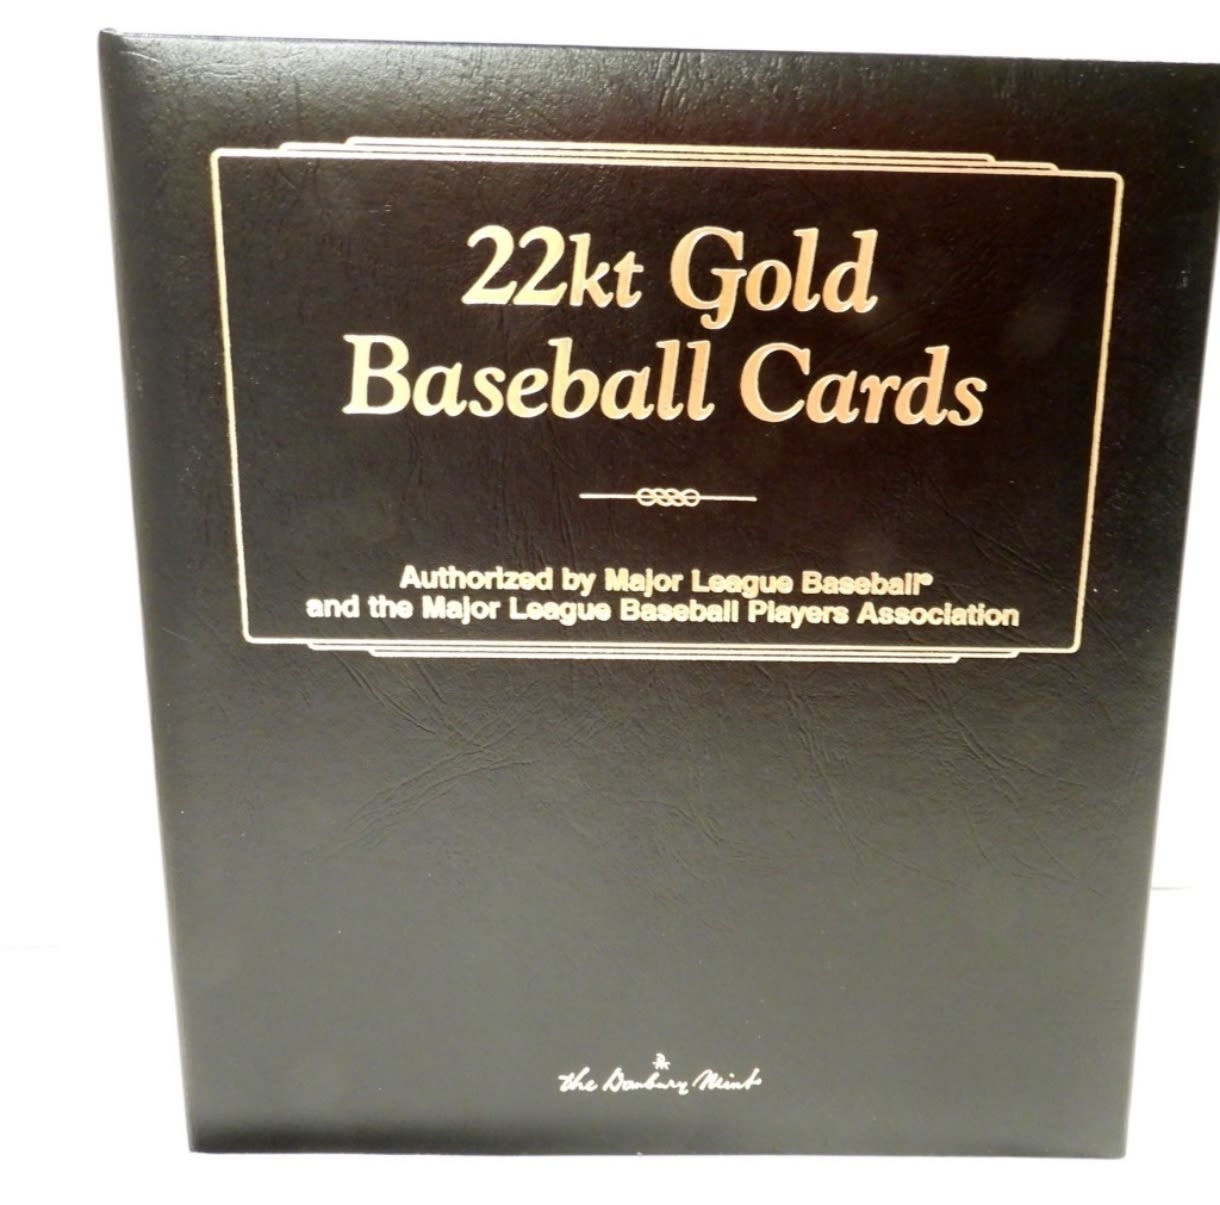 22kt Gold
Baseball Cards
Authorized by Major League Baseball®
and the Major League Baseball Players Association
the Danbury Mint